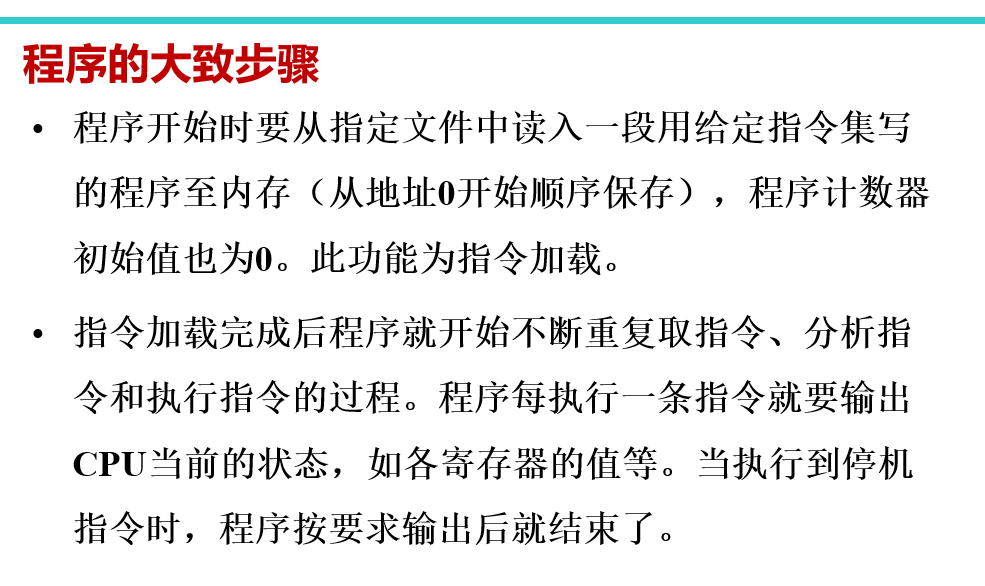 程序的大致步骤
• 程序开始时要从指定文件中读入一段用给定指令集写
的程序至内存（从地址0开始顺序保存），程序计数器
初始值也为0。此功能为指令加载。
• 指令加载完成后程序就开始不断重复取指令、分析指
令和执行指令的过程。程序每执行一条指令就要输出
CPU当前的状态，如各寄存器的值等。当执行到停机
指令时，程序按要求输出后就结束了。